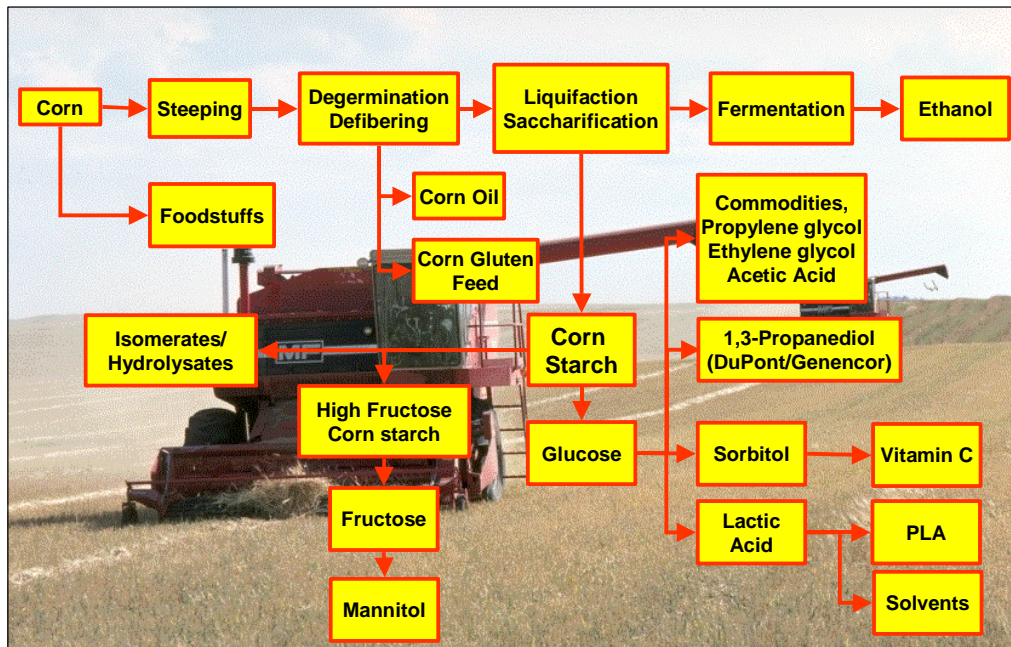 Corn
Steeping
Degermination
Defibering
Liquifaction
Saccharification
Fermentation
Ethanol
Foodstuffs
Corn Oil
Corn Gluten
Feed
Commodities,
Propylene glycol
Ethylene glycol
Acetic Acid
Isomerates/
Hydrolysates
MF
Corn
Starch
1,3-Propanediol
(DuPont/Genencor)
High Fructose
Corn starch
Glucose
Sorbitol
Vitamin C
Fructose
Lactic
Acid
PLA
Mannitol
Solvents